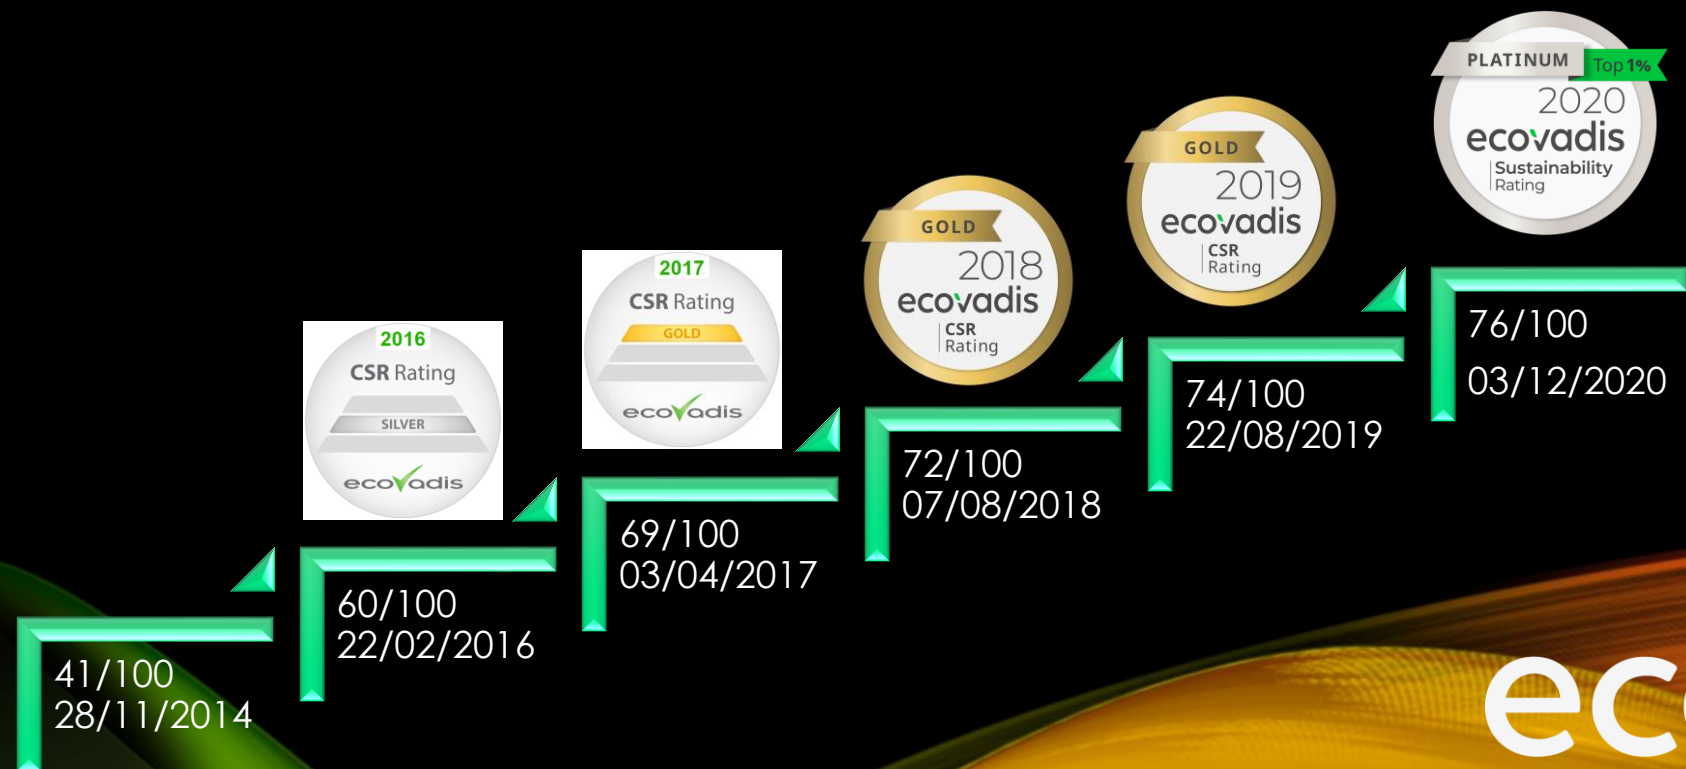 41/100
28/11/2014
2016
CSR Rating
SILVER
ecovadis
60/100
22/02/2016
2017
CSR Rating
GOLD
ecovadis
69/100
03/04/2017
GOLD
2018
ecovadis
CSR
Rating
72/100
07/08/2018
GOLD
2019
ecovadis
CSR
Rating
74/100
22/08/2019
PLATINUM Top 1%
2020
ecovadis
Sustainability
Rating
76/100
03/12/2020